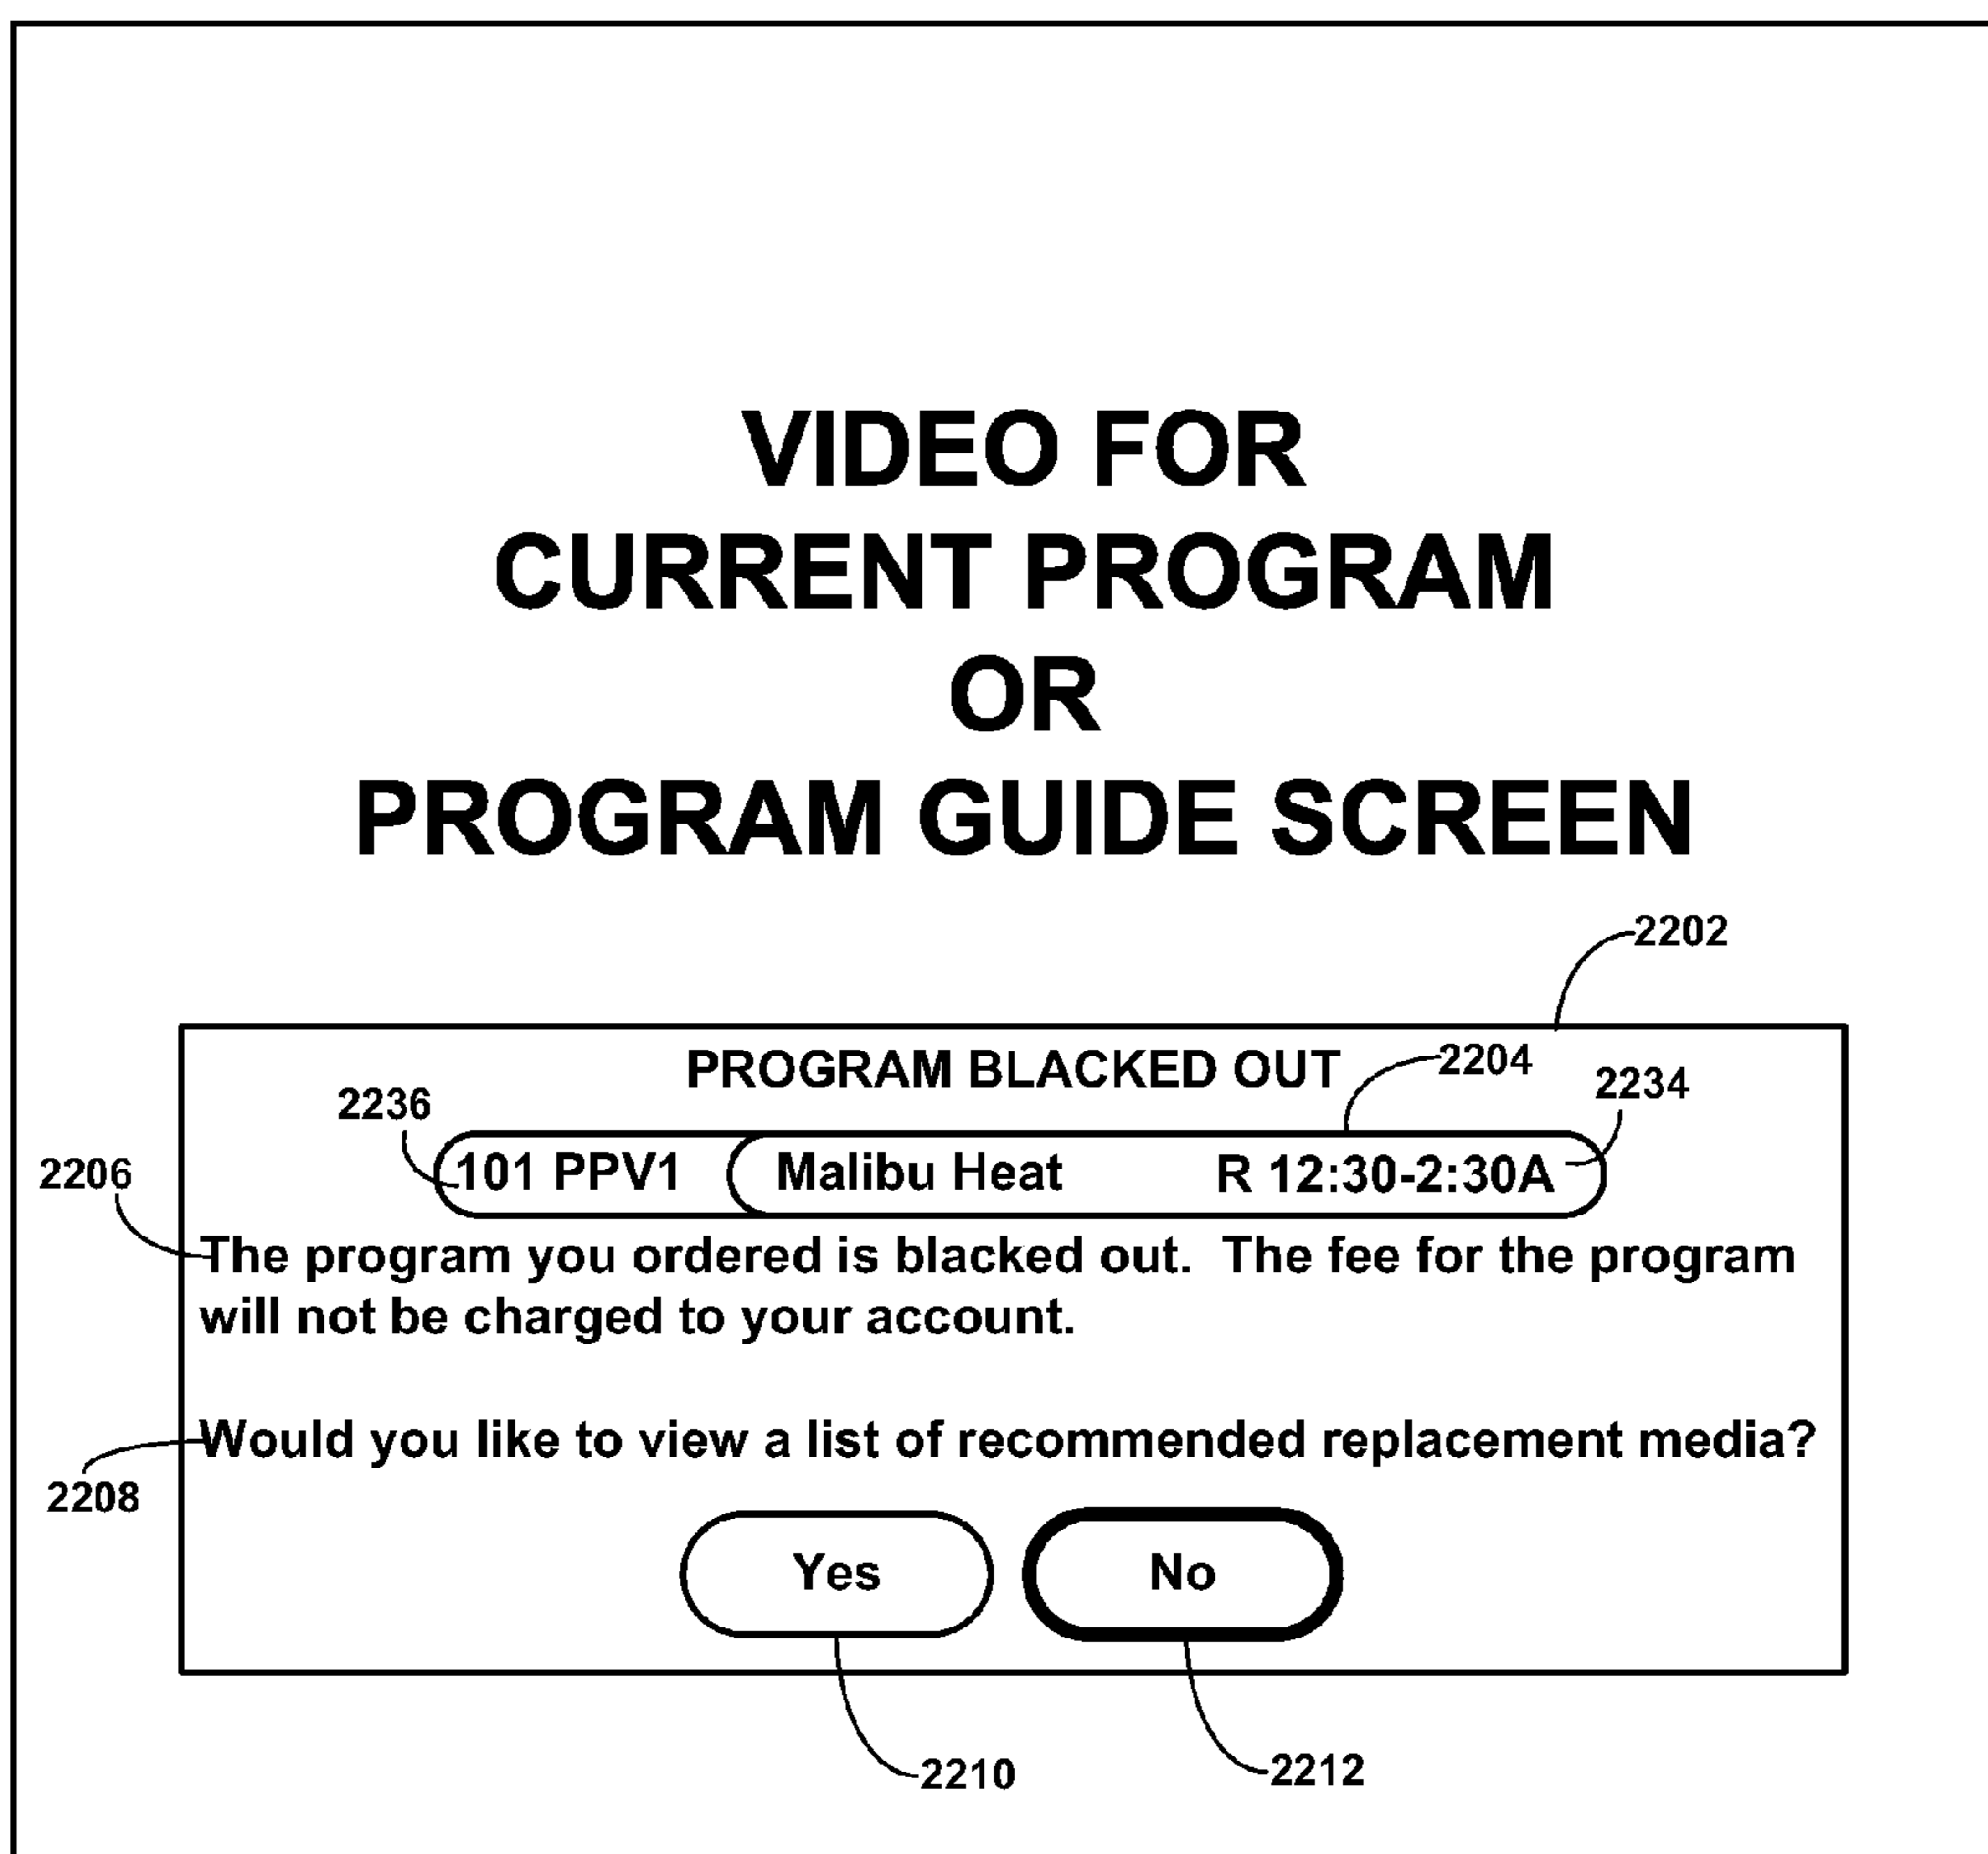 VIDEO FOR
CURRENT PROGRAM
OR
PROGRAM GUIDE SCREEN
2202
PROGRAM BLACKED OUT
2204
2234
2236
101 PPV1 Malibu Heat R 12:30-2:30A
2206
The program you ordered is blacked out. The fee for the program
will not be charged to your account.
Would you like to view a list of recommended replacement media?
2208
Yes No
2210
2212